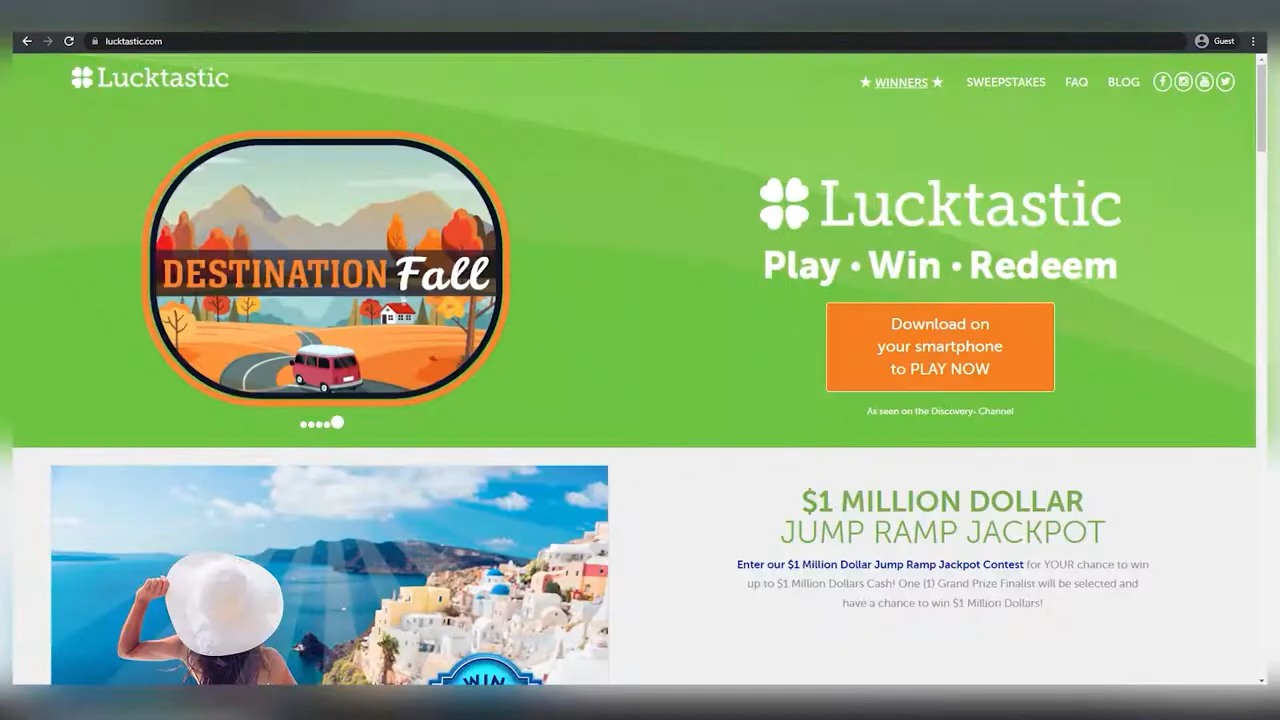 lucktastic.com
Guest
Lucktastic
★ WINNERS ★ SWEEPSTAKES FAQ BLOG
DESTINATION Fall
Lucktastic
Play • Win • Redeem
Download on
your smartphone
to PLAY NOW
As seen on the Discovery- Channel
$1 MILLION DOLLAR
JUMP RAMP JACKPOT
Enter our $1 Million Dollar Jump Ramp Jackpot Contest for YOUR chance to win
up to $1 Million Dollars Cash! One (1) Grand Prize Finalist will be selected and
have a chance to win $1 Million Dollars!
WIN